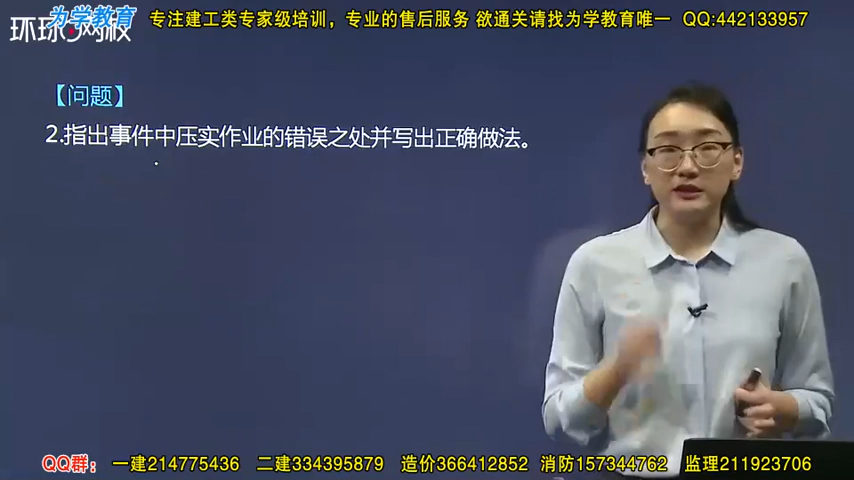 环球网校
为学教育
专注建工类专家级培训，专业的售后服务 欲通关请找为学教育唯一 QQ:442133957
【问题】
2.指出事件中压实作业的错误之处并写出正确做法。
QQ群： 一建214775436 二建334395879 造价366412852 消防157344762 监理211923706